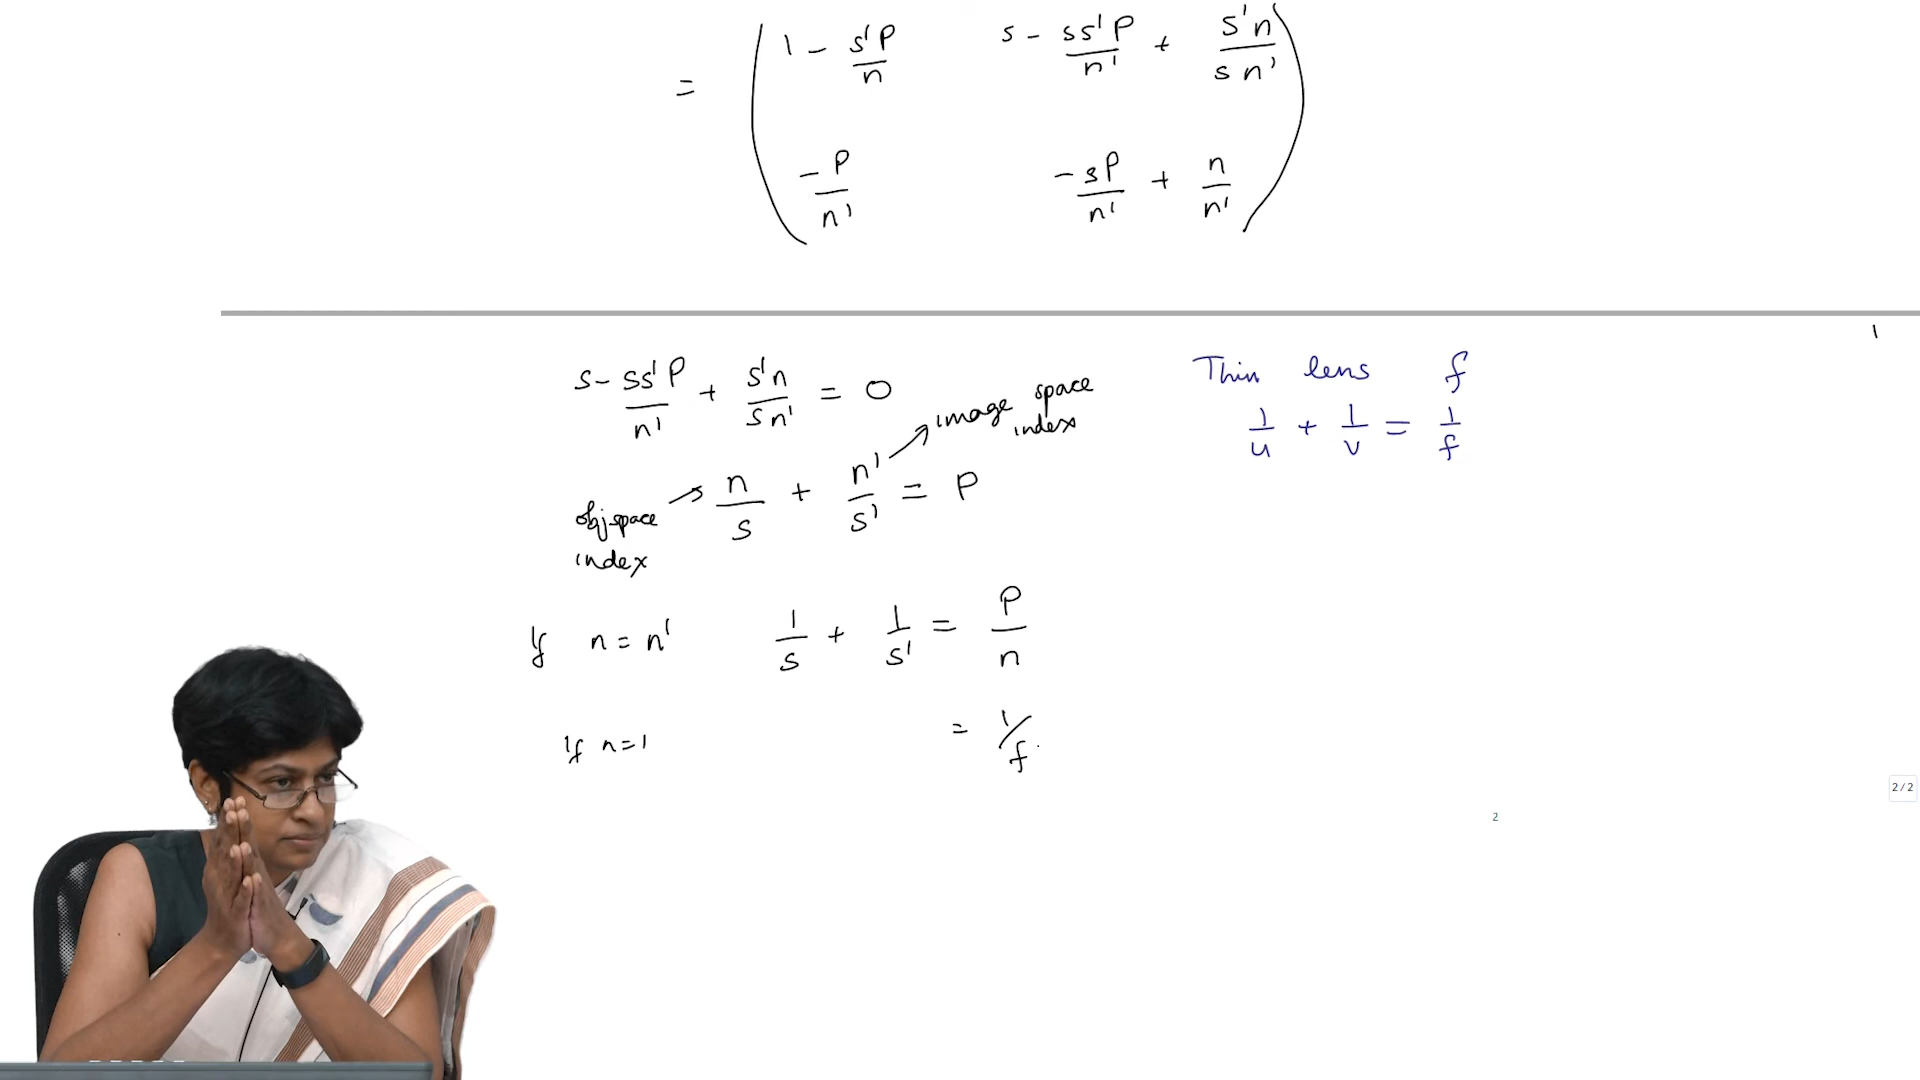 = ( 1 - s'P/n    s - ss'P/n' + s'n/sn'
-P/n'    -sP/n' + n/n' )
1
s - ss'P/n' + s'n/sn' = 0
image space index
obj space index → n/s + n'/s' = P
If n = n'    1/s + 1/s' = P/n
If n=1    = 1/f
Thin lens f
1/u + 1/v = 1/f
2/2
2